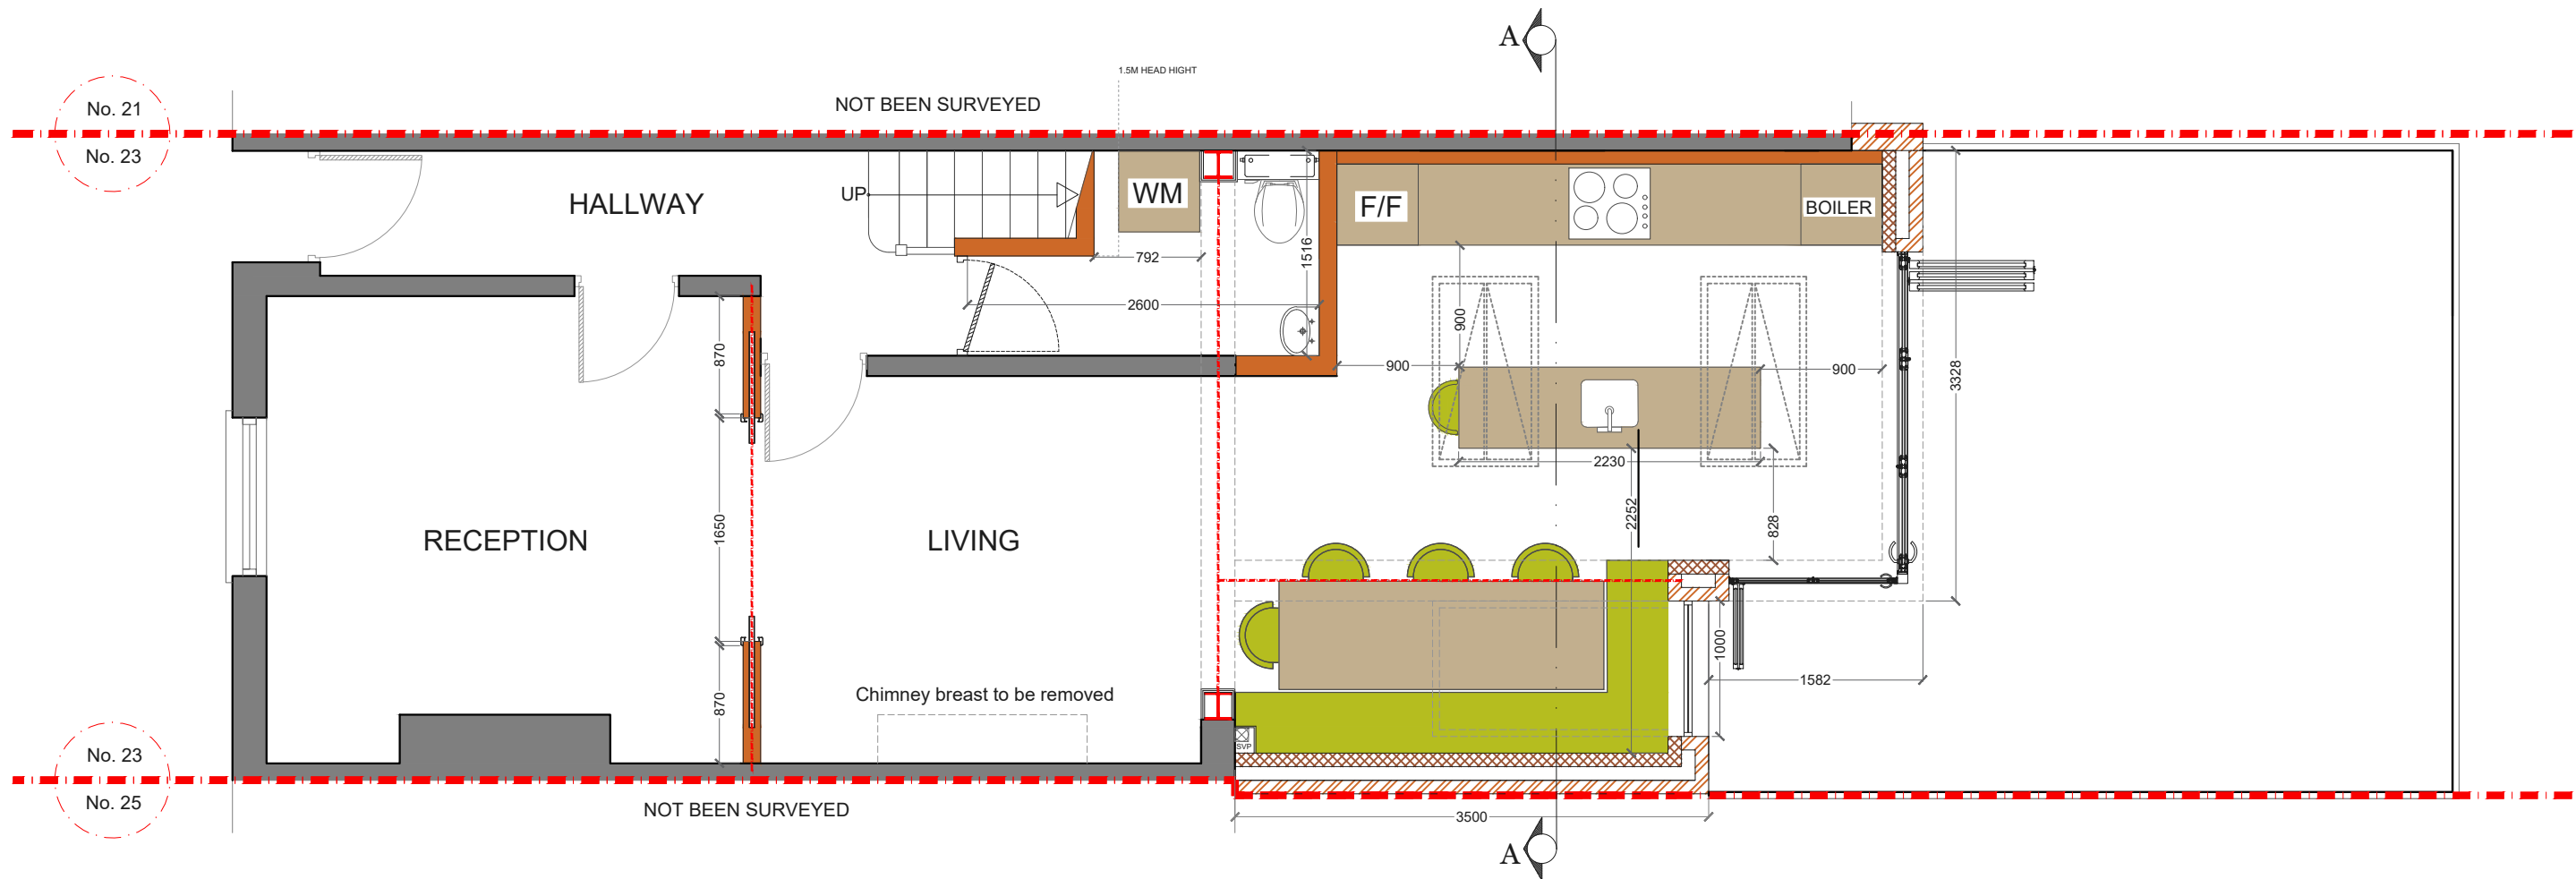 A
1.5M HEAD HIGHT
No. 21
NOT BEEN SURVEYED
No. 23
HALLWAY
UP
WM
F/F
BOILER
792
1516
2600
900
900
900
870
3328
2230
2252
828
1650
RECEPTION
LIVING
1000
1582
870
Chimney breast to be removed
SVP
No. 23
No. 25
NOT BEEN SURVEYED
3500
A